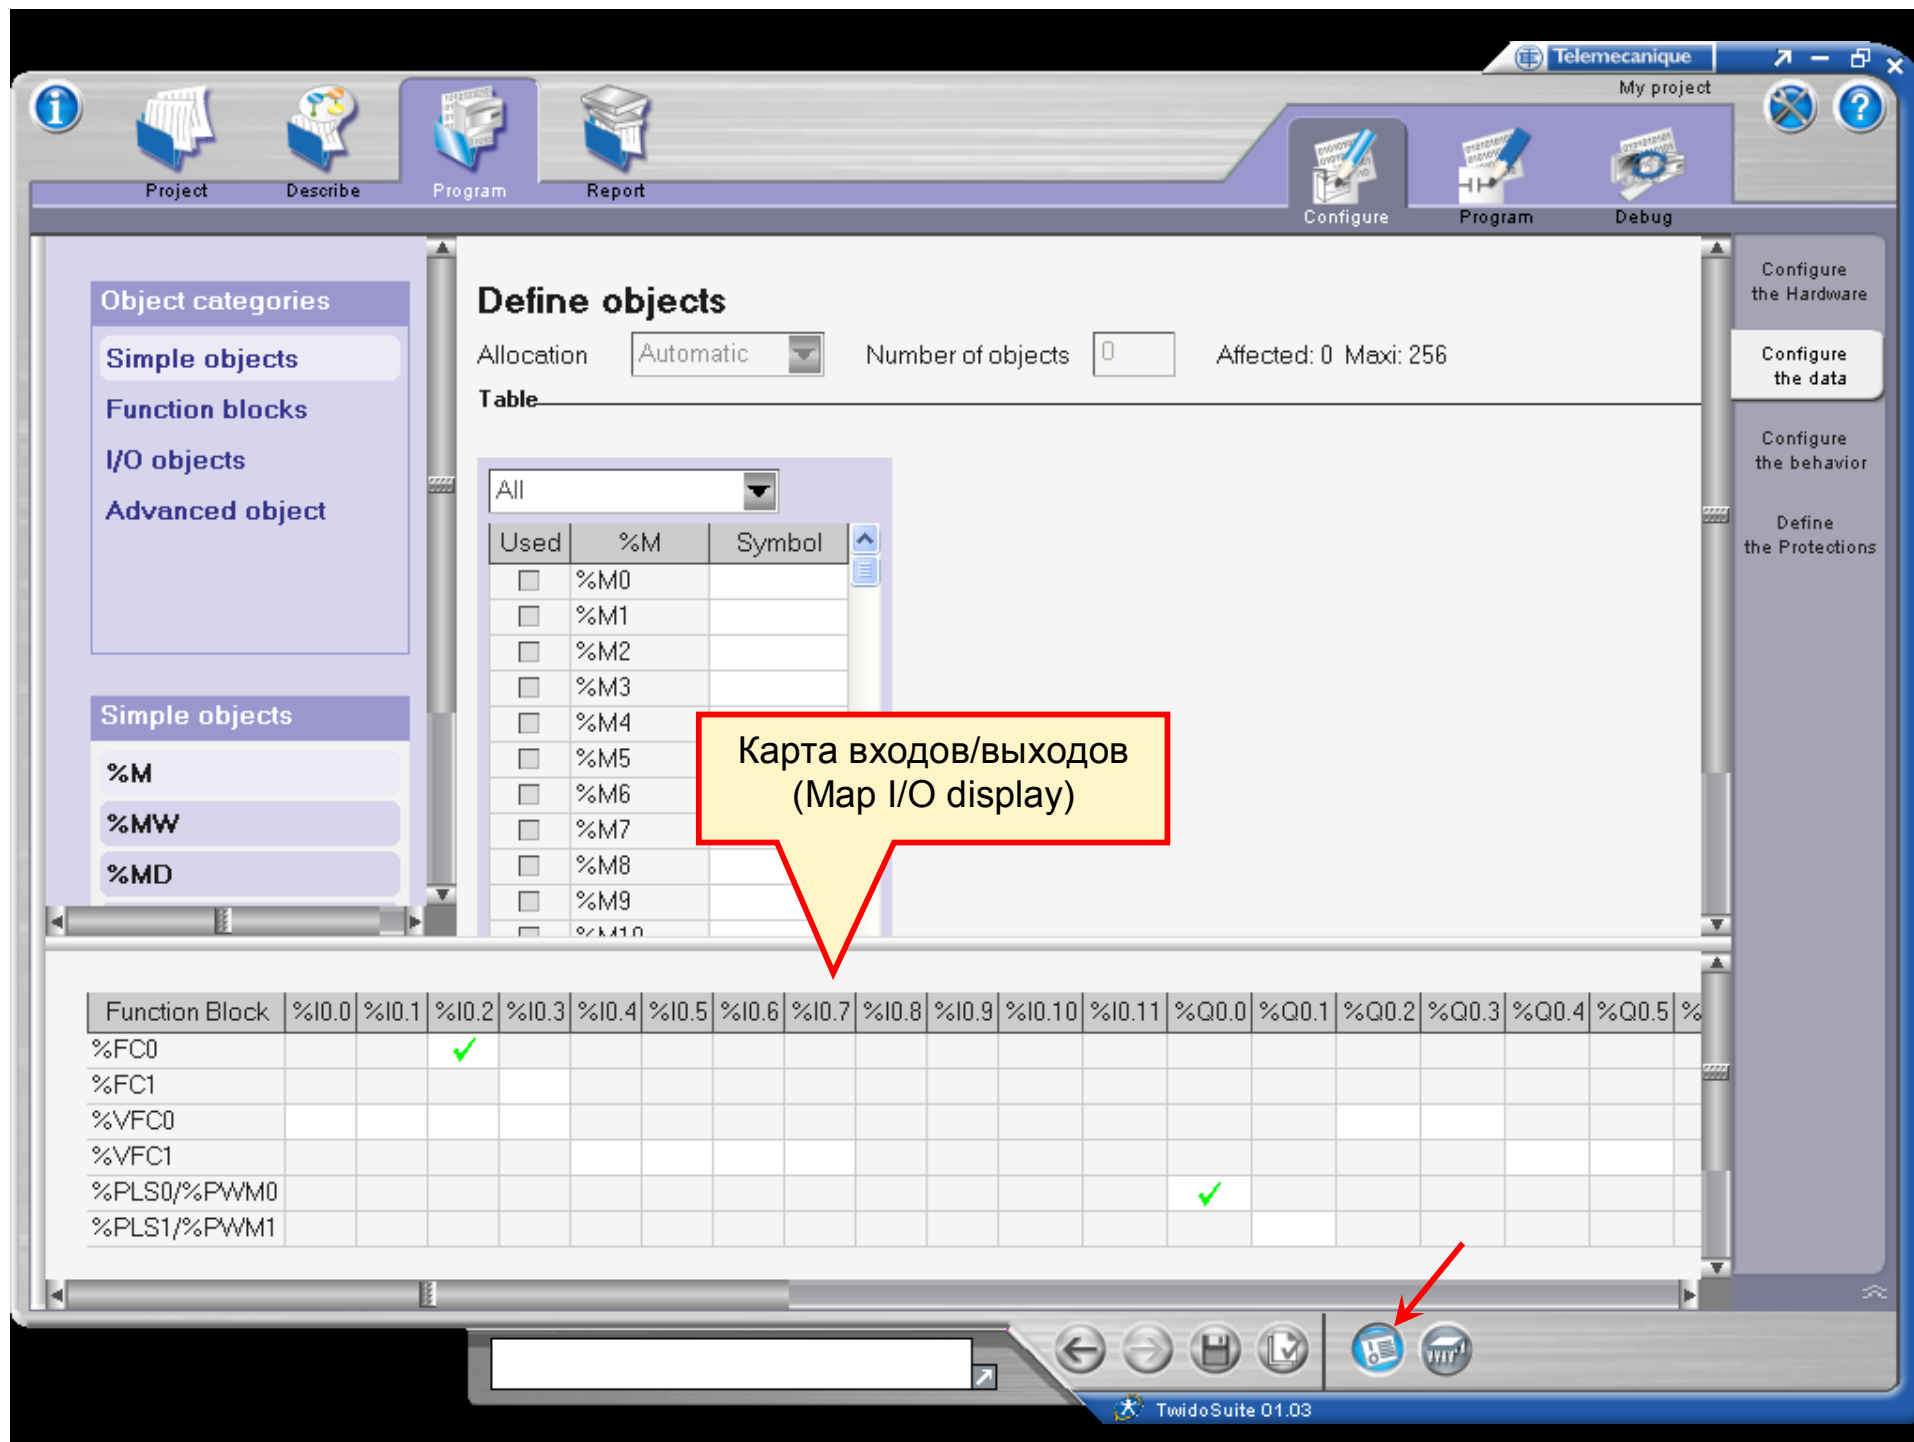 Telemecanique
My project
Project
Describe
Program
Report
Configure
Program
Debug
Object categories
Simple objects
Function blocks
I/O objects
Advanced object
Simple objects
%M
%MW
%MD
Define objects
Allocation Automatic Number of objects 0 Affected: 0 Maxi: 256
Table
All
Used %M Symbol
%M0
%M1
%M2
%M3
%M4
%M5
%M6
%M7
%M8
%M9
%M10
Карта входов/выходов
(Map I/O display)
Configure
the Hardware
Configure
the data
Configure
the behavior
Define
the Protections
Function Block %I0.0 %I0.1 %I0.2 %I0.3 %I0.4 %I0.5 %I0.6 %I0.7 %I0.8 %I0.9 %I0.10 %I0.11 %Q0.0 %Q0.1 %Q0.2 %Q0.3 %Q0.4 %Q0.5 %
%FC0
%FC1
%VFC0
%VFC1
%PLS0/%PWM0
%PLS1/%PWM1
TwidoSuite 01.03